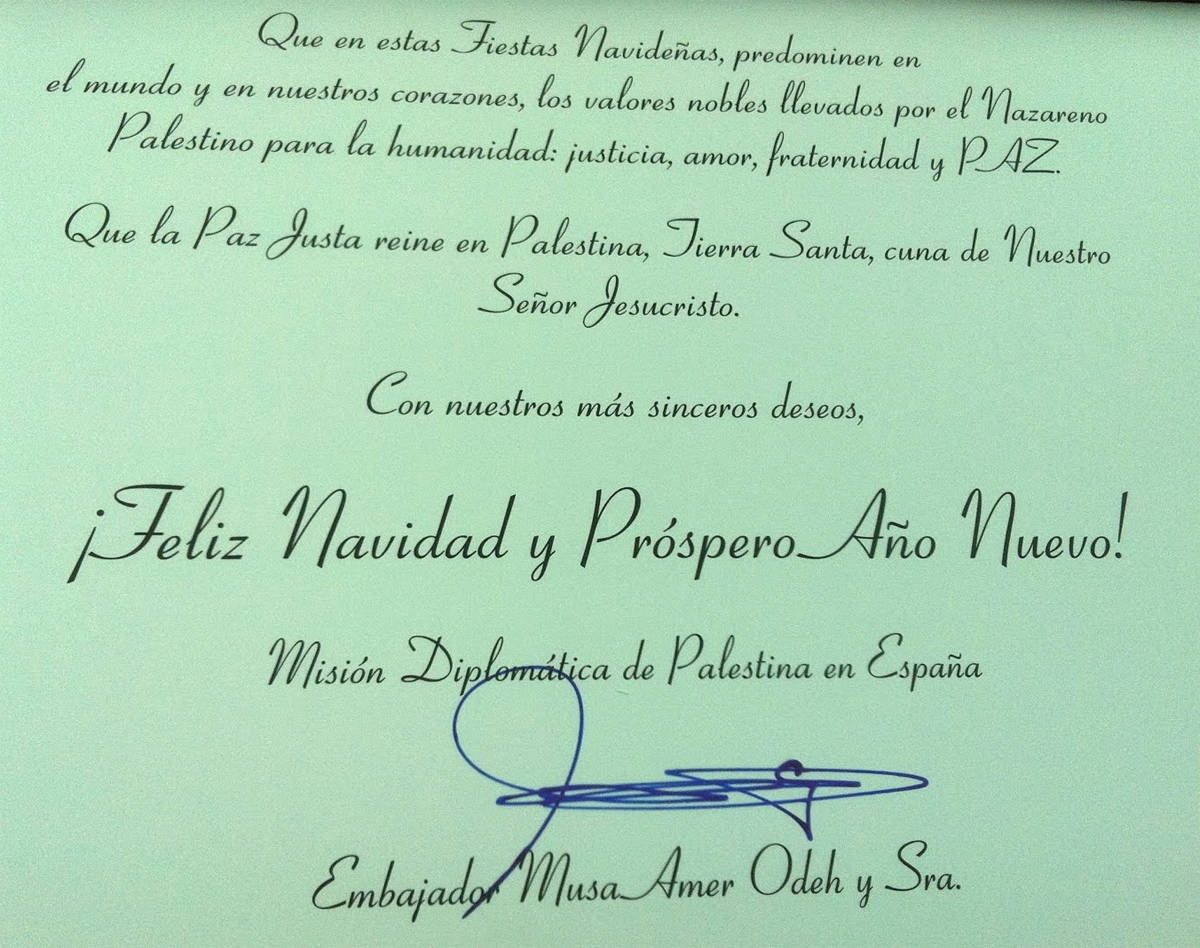 Que en estas Fiestas Navideñas, predominen en
el mundo y en nuestros corazones, los valores nobles llevados por el Nazareno
Palestino para la humanidad: justicia, amor, fraternidad y PAZ.
Que la Paz Justa reine en Palestina, Tierra Santa, cuna de Nuestro
Señor Jesucristo.
Con nuestros más sinceros deseos,
¡Feliz Navidad y Próspero Año Nuevo!
Misión Diplomática de Palestina en España
Embajador Musa Amer Odeh y Sra.